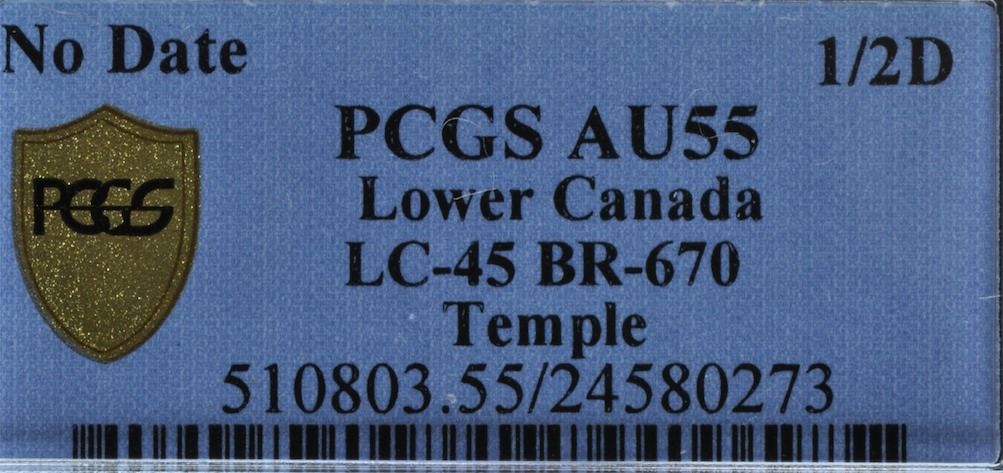 No Date 1/2D
PCGS AU55
PCGS
Lower Canada
LC-45 BR-670
Temple
510803.55/24580273